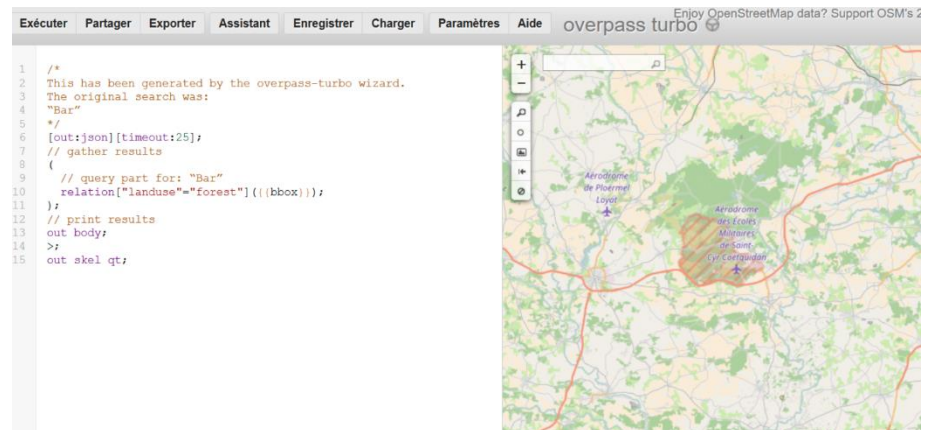 Enjoy OpenStreetMap data? Support OSM's 2
Exécuter Partager Exporter Assistant Enregistrer Charger Paramètres Aide overpass turbo
1 /*
2 This has been generated by the overpass-turbo wizard.
3 The original search was:
4 “Bar”
5 */
6 [out:json][timeout:25];
7 // gather results
8 (
9 // query part for: “Bar”
10 relation["landuse"="forest"]({{bbox}});
11 );
12 // print results
13 out body;
14 >;
15 out skel qt;
+
−
Aérodrome
de Ploërmel
Loyat
Aérodrome
des Écoles
Militaires
de Saint
Cyr Coëtquidan